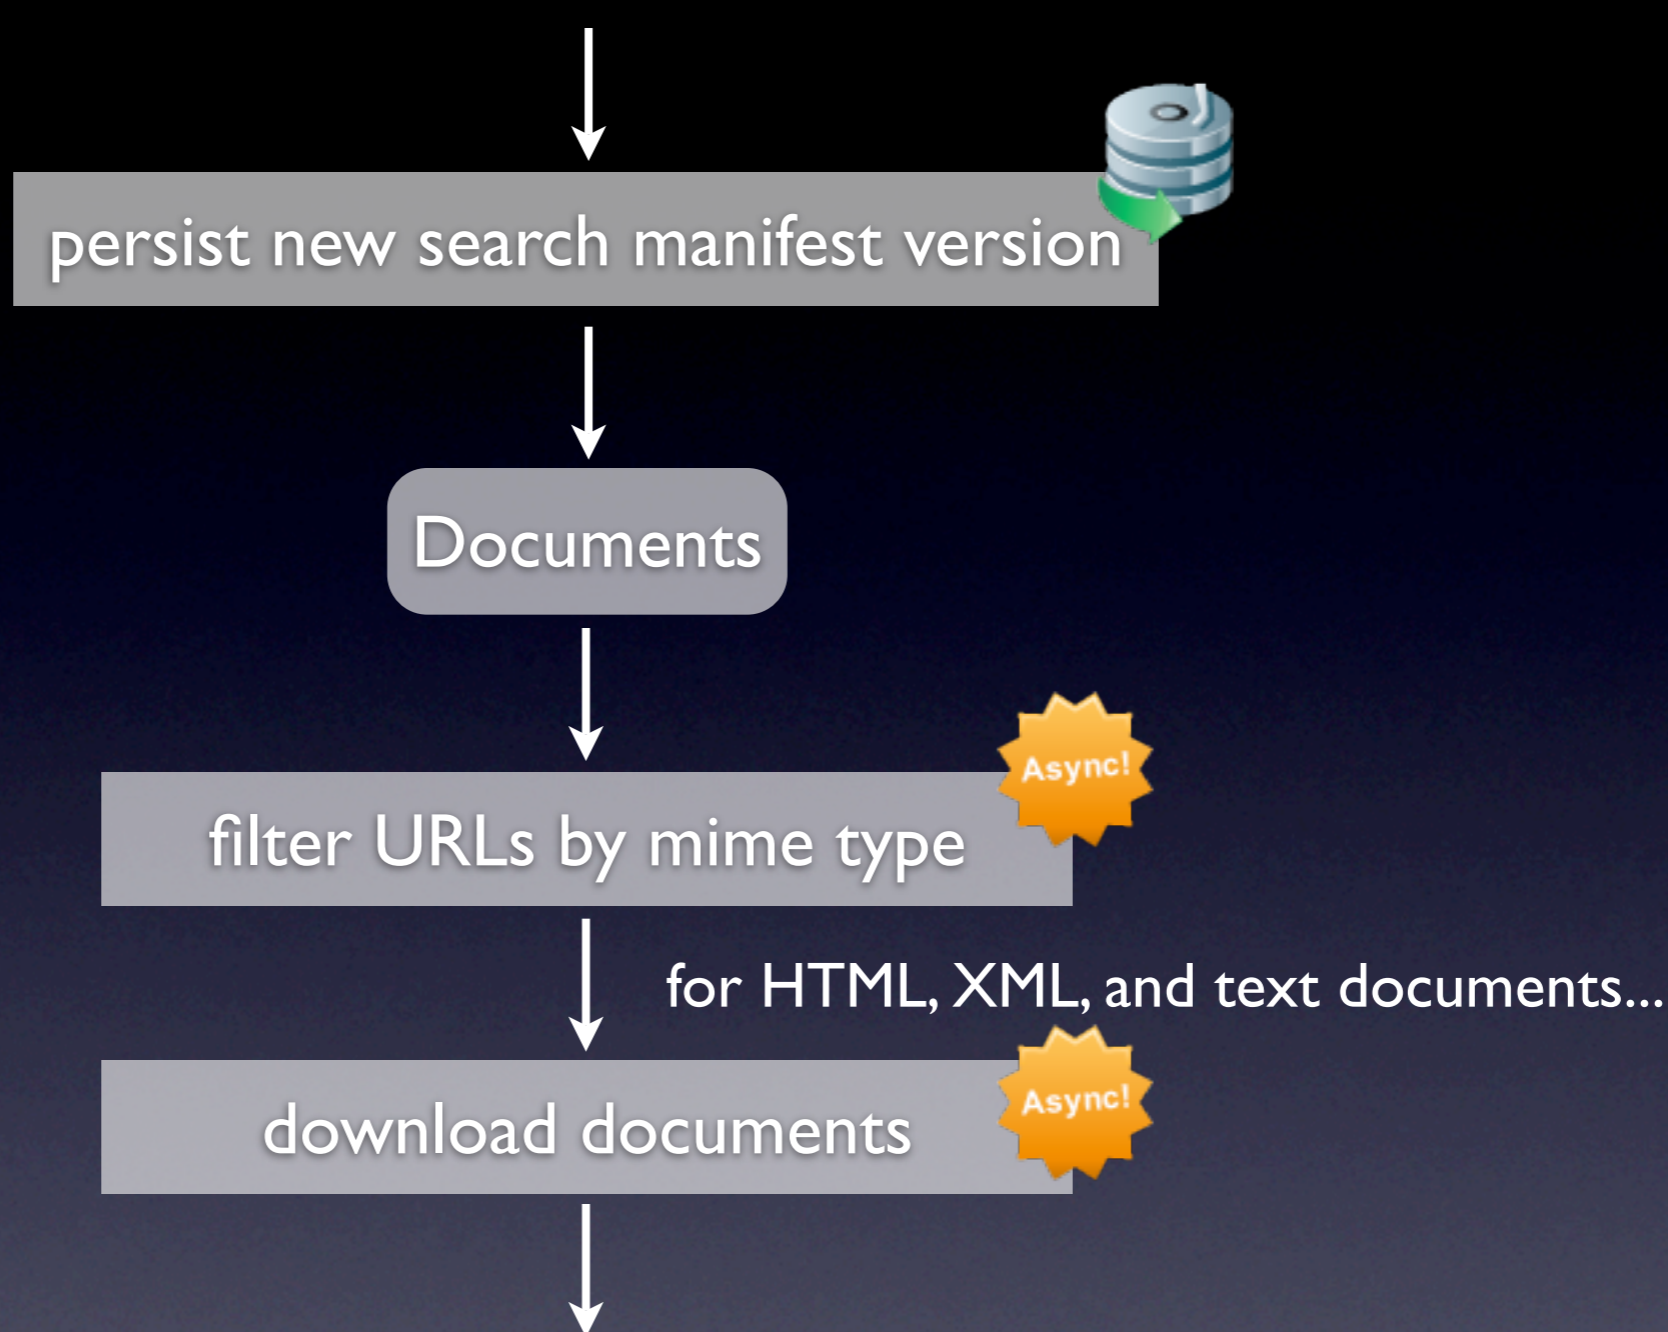 persist new search manifest version
Documents
Async!
filter URLs by mime type
for HTML, XML, and text documents...
Async!
download documents